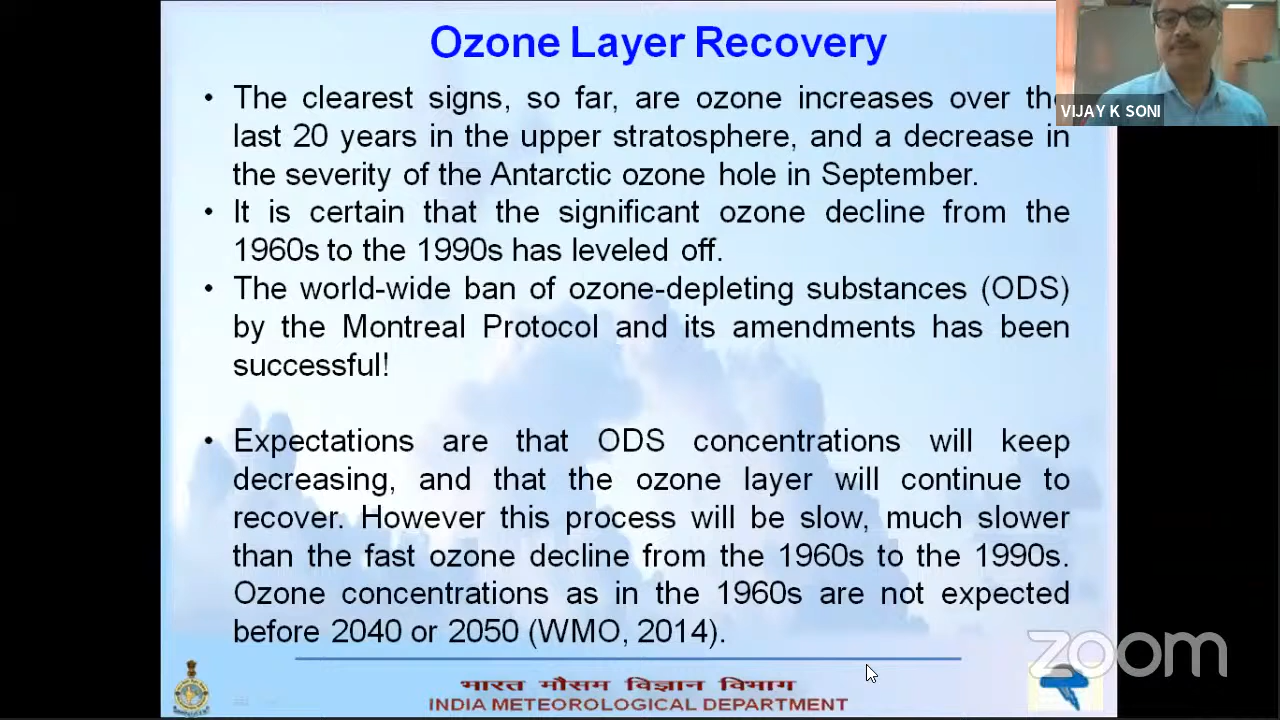 Ozone Layer Recovery
VIJAY K SONI
• The clearest signs, so far, are ozone increases over the
last 20 years in the upper stratosphere, and a decrease in
the severity of the Antarctic ozone hole in September.
• It is certain that the significant ozone decline from the
1960s to the 1990s has leveled off.
• The world-wide ban of ozone-depleting substances (ODS)
by the Montreal Protocol and its amendments has been
successful!
• Expectations are that ODS concentrations will keep
decreasing, and that the ozone layer will continue to
recover. However this process will be slow, much slower
than the fast ozone decline from the 1960s to the 1990s.
Ozone concentrations as in the 1960s are not expected
before 2040 or 2050 (WMO, 2014).
zoom
भारत मौसम विज्ञान विभाग
INDIA METEOROLOGICAL DEPARTMENT